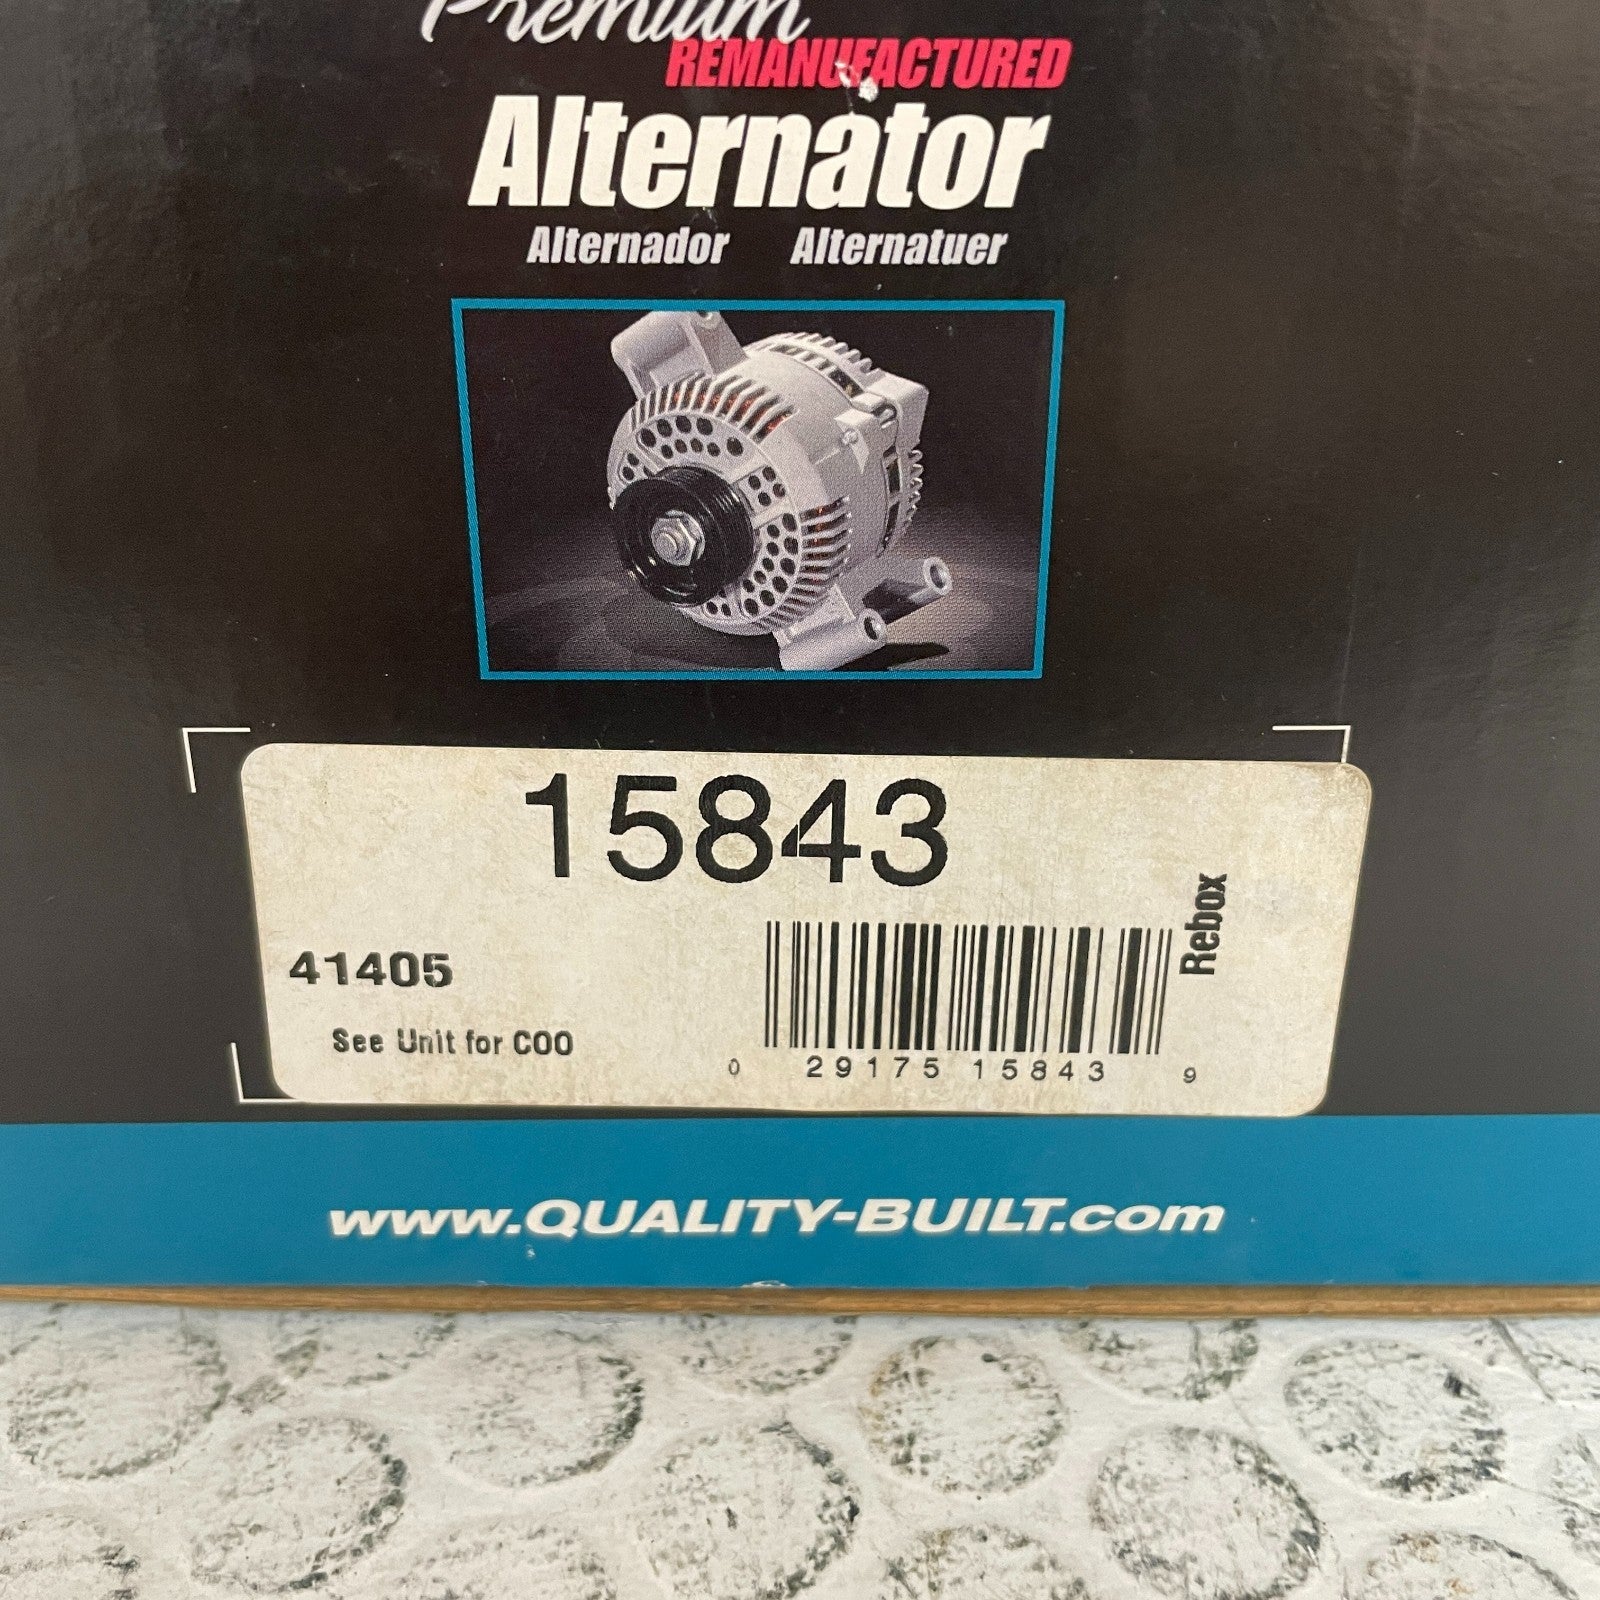 Premium
REMANUFACTURED
Alternator
Alternador Alternatuer
15843
Rebox
41405
See Unit for COO
0 29175 15843 9
www.QUALITY-BUILT.com